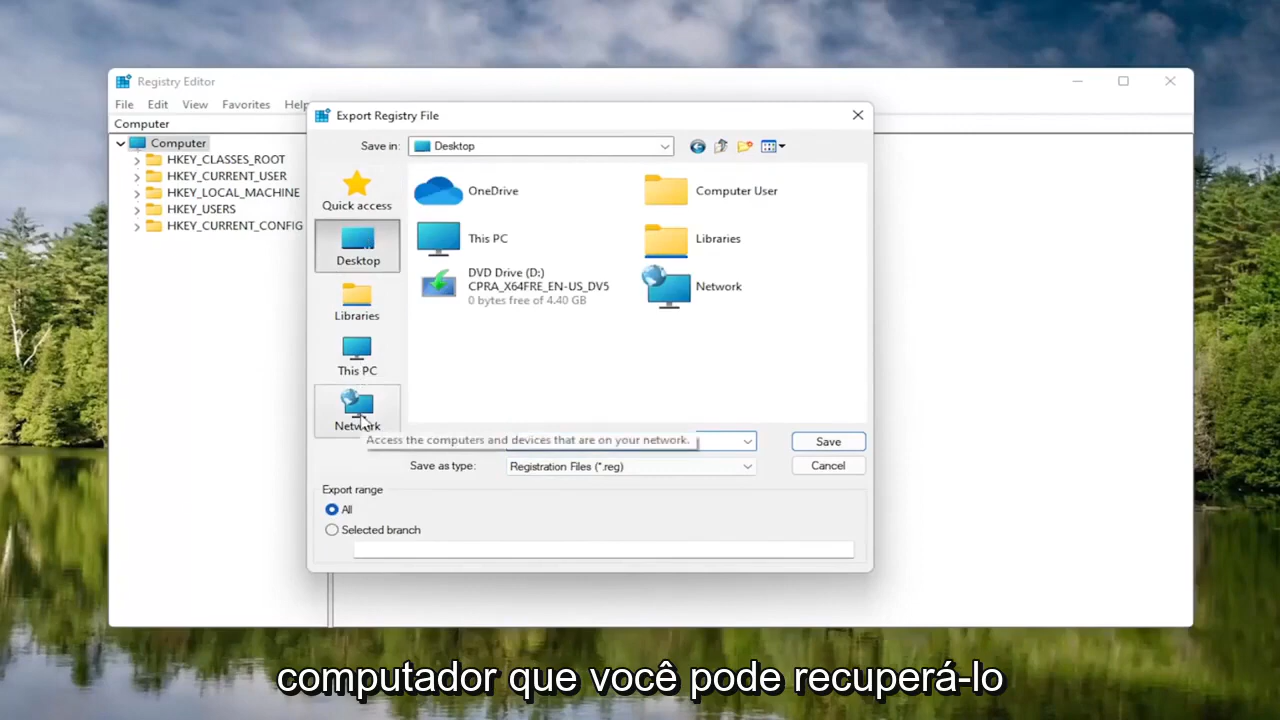 Registry Editor
File Edit View Favorites Help
Computer
Computer
HKEY_CLASSES_ROOT
HKEY_CURRENT_USER
HKEY_LOCAL_MACHINE
HKEY_USERS
HKEY_CURRENT_CONFIG
Export Registry File
Save in: Desktop
Quick access
Desktop
Libraries
This PC
Network
OneDrive
Computer User
This PC
Libraries
DVD Drive (D:)
CPRA_X64FRE_EN-US_DV5
0 bytes free of 4.40 GB
Network
Access the computers and devices that are on your network.
Save
Save as type: Registration Files (*.reg)
Cancel
Export range
All
Selected branch
computador que você pode recuperá-lo